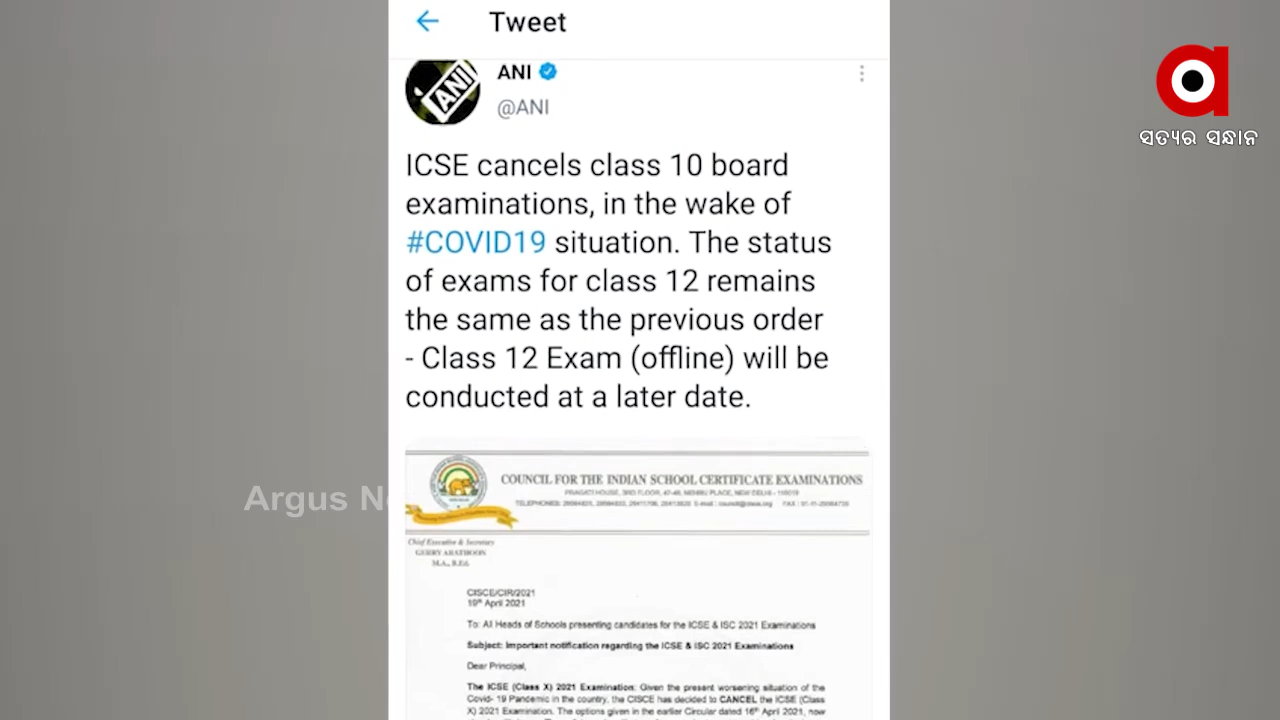 Tweet
ANI
ANI
@ANI
ସତ୍ୟର ସନ୍ଧାନ
ICSE cancels class 10 board
examinations, in the wake of
#COVID19 situation. The status
of exams for class 12 remains
the same as the previous order
- Class 12 Exam (offline) will be
conducted at a later date.
Argus
COUNCIL FOR THE INDIAN SCHOOL CERTIFICATE EXAMINATIONS
PRAGATI HOUSE, 3RD FLOOR, 47-48, NEHRU PLACE, NEW DELHI - 110019
Chief Executive & Secretary
GERRY ARATHOON
M.A., B.Ed.
CISCE/CIR/2021
19th April 2021
To: All Heads of Schools presenting candidates for the ICSE & ISC 2021 Examinations
Subject: Important notification regarding the ICSE & ISC 2021 Examinations
Dear Principal,
The ICSE (Class X) 2021 Examination: Given the present worsening situation of the
Covid- 19 Pandemic in the country, the CISCE has decided to CANCEL the ICSE (Class
X) 2021 Examination. The options given in the earlier Circular dated 16th April 2021, now